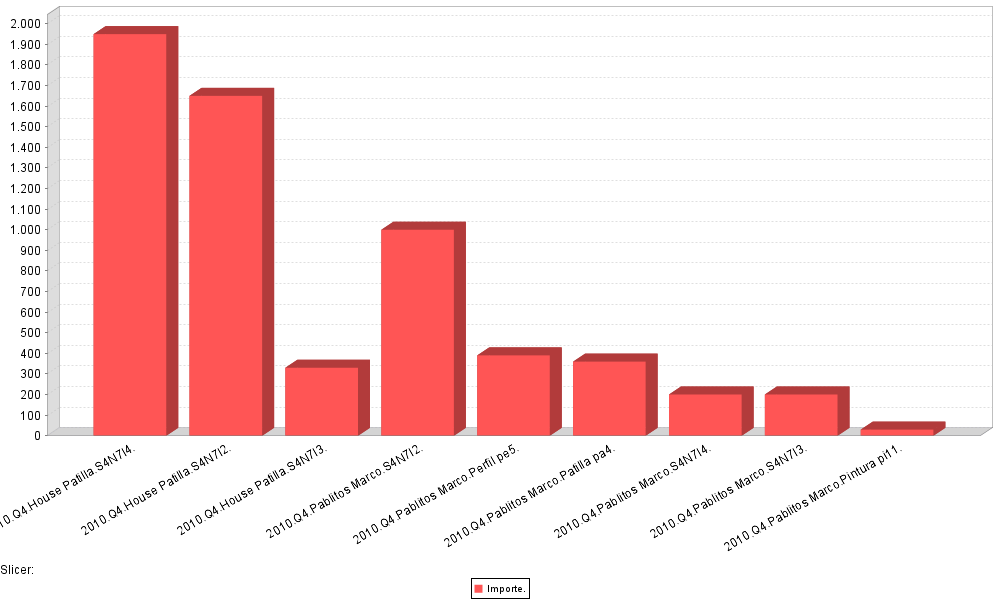 2.000
1.900
1.800
1.700
1.600
1.500
1.400
1.300
1.200
1.100
1.000
900
800
700
600
500
400
300
200
100
0
10.Q4.House Patilla.S4N7I4.
2010.Q4.House Patilla.S4N7I2.
2010.Q4.House Patilla.S4N7I3.
2010.Q4.Pablitos Marco.S4N7I2.
2010.Q4.Pablitos Marco.Perfil pe5.
2010.Q4.Pablitos Marco.Patilla pa4.
2010.Q4.Pablitos Marco.S4N7I4.
2010.Q4.Pablitos Marco.S4N7I3.
2010.Q4.Pablitos Marco.Pintura pi11.
Slicer:
Importe.